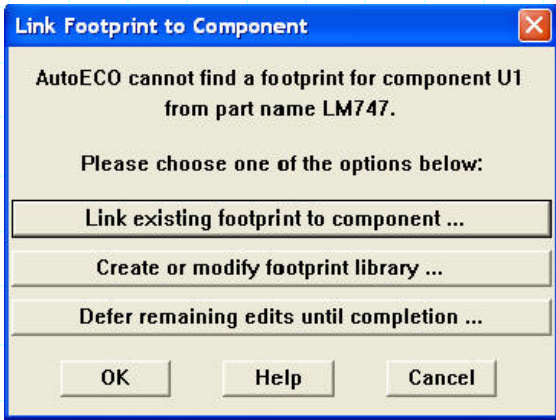 Link Footprint to Component
AutoECO cannot find a footprint for component U1
from part name LM747.
Please choose one of the options below:
Link existing footprint to component ...
Create or modify footprint library ...
Defer remaining edits until completion ...
OK Help Cancel